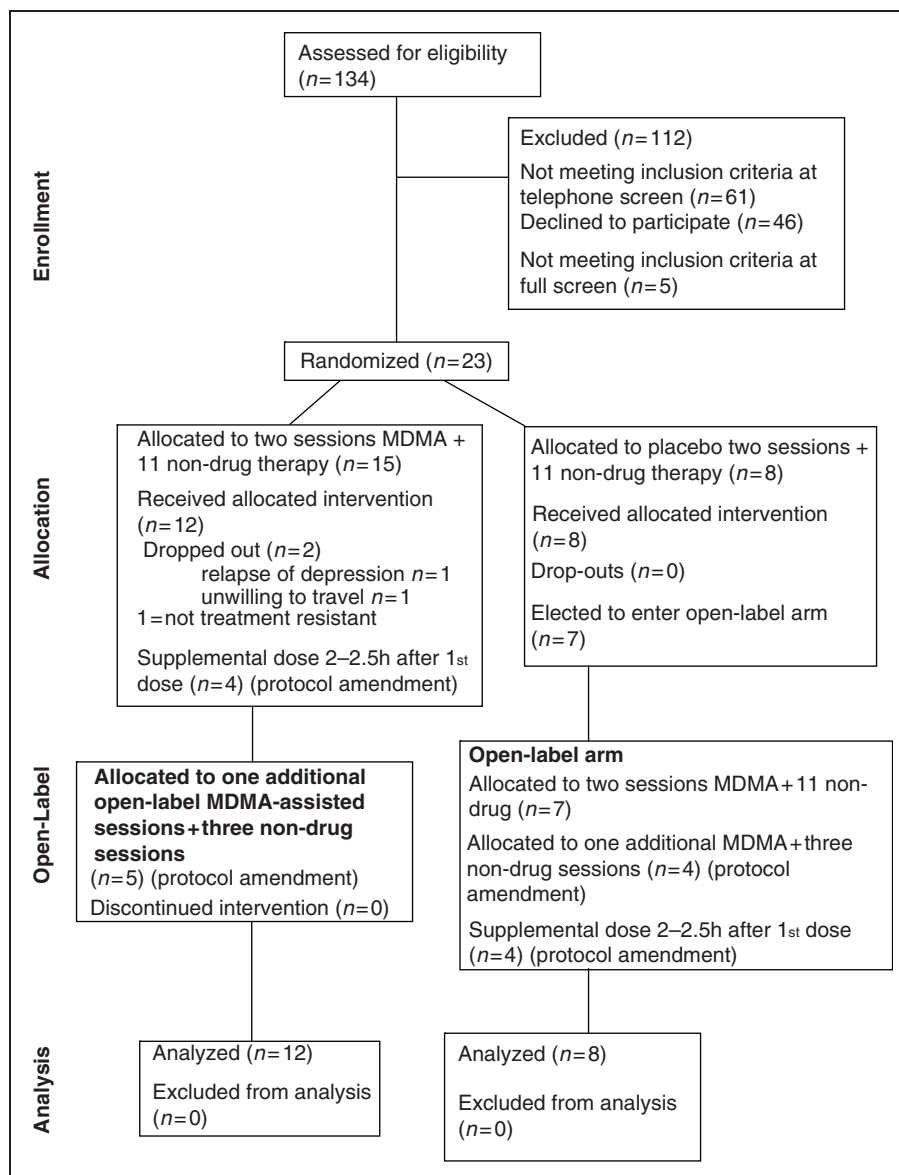 Assessed for eligibility
(n=134)
Enrollment
Excluded (n=112)
Not meeting inclusion criteria at
telephone screen (n=61)
Declined to participate (n=46)
Not meeting inclusion criteria at
full screen (n=5)
Randomized (n=23)
Allocation
Allocated to two sessions MDMA +
11 non-drug therapy (n=15)
Received allocated intervention
(n=12)
Dropped out (n=2)
relapse of depression n=1
unwilling to travel n=1
1=not treatment resistant
Supplemental dose 2–2.5h after 1st
dose (n=4) (protocol amendment)
Allocated to placebo two sessions +
11 non-drug therapy (n=8)
Received allocated intervention
(n=8)
Drop-outs (n=0)
Elected to enter open-label arm
(n=7)
Open-Label
Allocated to one additional
open-label MDMA-assisted
sessions+three non-drug
sessions
(n=5) (protocol amendment)
Discontinued intervention (n=0)
Open-label arm
Allocated to two sessions MDMA+11 non-
drug (n=7)
Allocated to one additional MDMA+three
non-drug sessions (n=4) (protocol
amendment)
Supplemental dose 2–2.5h after 1st dose
(n=4) (protocol amendment)
Analysis
Analyzed (n=12)
Excluded from analysis
(n=0)
Analyzed (n=8)
Excluded from analysis
(n=0)